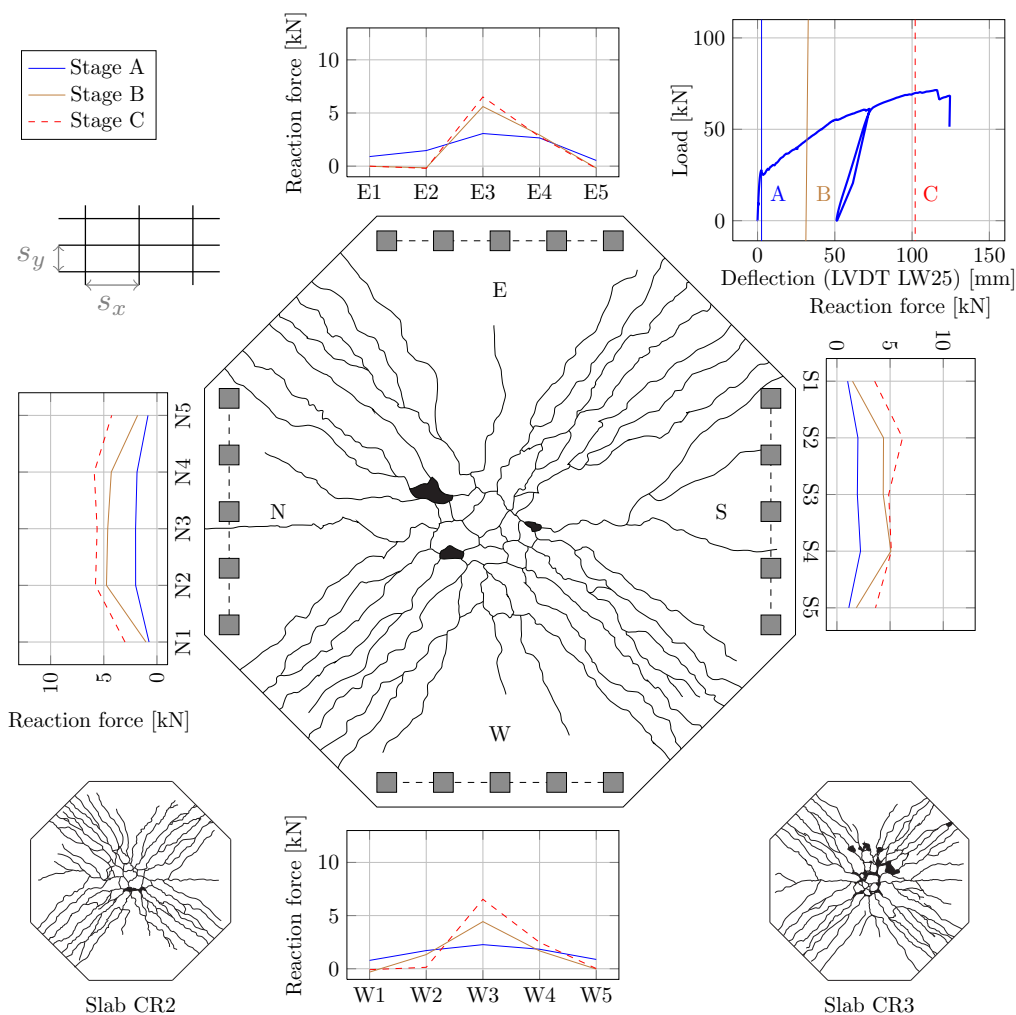 Stage A
Stage B
Stage C
Reaction force [kN]
10
5
0
E1 E2 E3 E4 E5
Load [kN]
100
50
0
A B C
0 50 100 150
Deflection (LVDT LW25) [mm]
s_y
s_x
E
N
S
W
Reaction force [kN]
0 5 10
S1
S2
S3
S4
S5
N5
N4
N3
N2
N1
10 5 0
Reaction force [kN]
Slab CR2
Reaction force [kN]
10
5
0
W1 W2 W3 W4 W5
Slab CR3